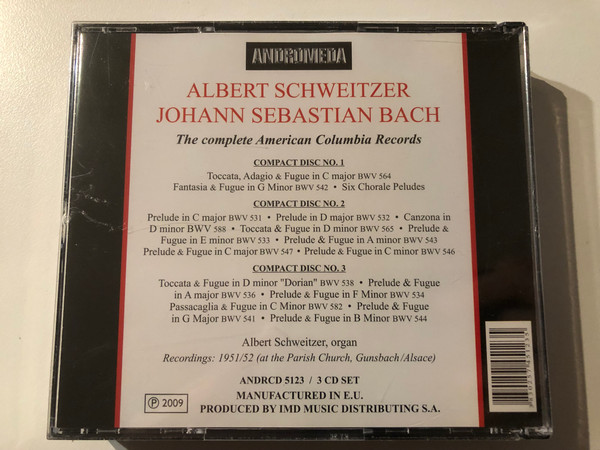 ANDROMEDA
ALBERT SCHWEITZER
JOHANN SEBASTIAN BACH
The complete American Columbia Records
COMPACT DISC NO. 1
Toccata, Adagio & Fugue in C major BWV 564
Fantasia & Fugue in G Minor BWV 542 • Six Chorale Peludes
COMPACT DISC NO. 2
Prelude in C major BWV 531 • Prelude in D major BWV 532 • Canzona in
D minor BWV 588 • Toccata & Fugue in D minor BWV 565 • Prelude &
Fugue in E minor BWV 533 • Prelude & Fugue in A minor BWV 543
Prelude & Fugue in C major BWV 547 • Prelude & Fugue in C minor BWV 546
COMPACT DISC NO. 3
Toccata & Fugue in D minor "Dorian" BWV 538 • Prelude & Fugue
in A major BWV 536 • Prelude & Fugue in F Minor BWV 534
Passacaglia & Fugue in C Minor BWV 582 • Prelude & Fugue
in G Major BWV 541 • Prelude & Fugue in B Minor BWV 544
Albert Schweitzer, organ
Recordings: 1951/52 (at the Parish Church, Gunsbach/Alsace)
ANDRCD 5123 / 3 CD SET
MANUFACTURED IN E.U.
℗ 2009
PRODUCED BY IMD MUSIC DISTRIBUTING S.A.